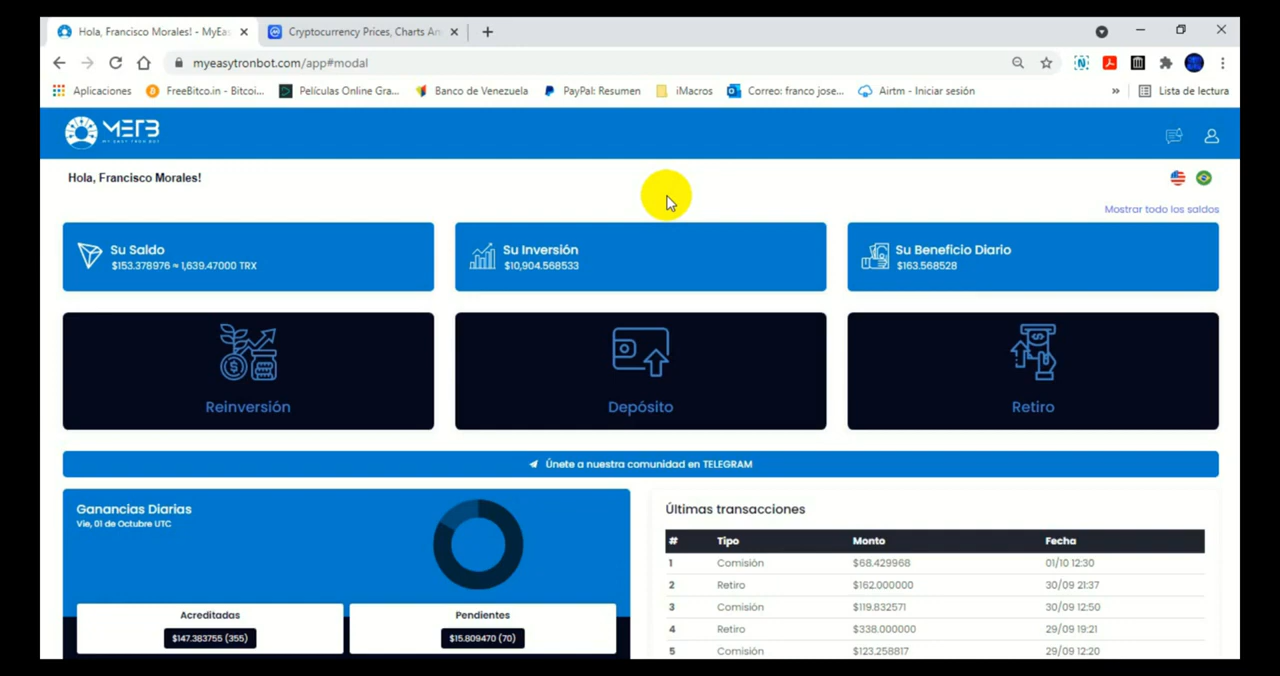 Hola, Francisco Morales! - MyEa
Cryptocurrency Prices, Charts An
myeasytronbot.com/app#modal
Aplicaciones
FreeBitco.in - Bitcoi...
Películas Online Gra...
Banco de Venezuela
PayPal: Resumen
iMacros
Correo: franco jose...
Airtm - Iniciar sesión
»
Lista de lectura
MY EASY TRON BOT
Hola, Francisco Morales!
Mostrar todo los saldos
Su Saldo
$153.378976 ≈ 1,639.47000 TRX
Su Inversión
$10,904.568533
Su Beneficio Diario
$163.568528
Reinversión
Depósito
Retiro
Únete a nuestra comunidad en TELEGRAM
Ganancias Diarias
Vie, 01 de Octubre UTC
Acreditadas
$147.383755 (355)
Pendientes
$15.809470 (70)
Últimas transacciones
# Tipo Monto Fecha
1 Comisión $68.429968 01/10 12:30
2 Retiro $162.000000 30/09 21:37
3 Comisión $119.832571 30/09 12:50
4 Retiro $338.000000 29/09 19:21
5 Comisión $123.258817 29/09 12:20